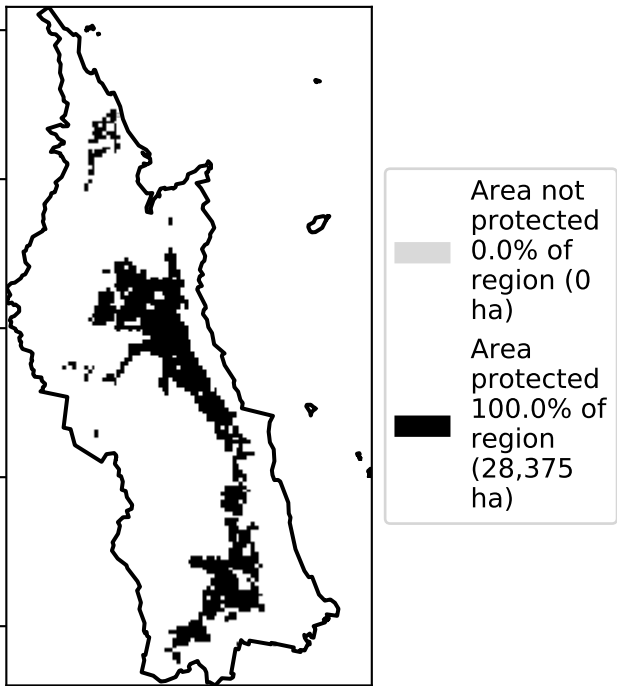 Area not
protected
0.0% of
region (0
ha)
Area
protected
100.0% of
region
(28,375
ha)